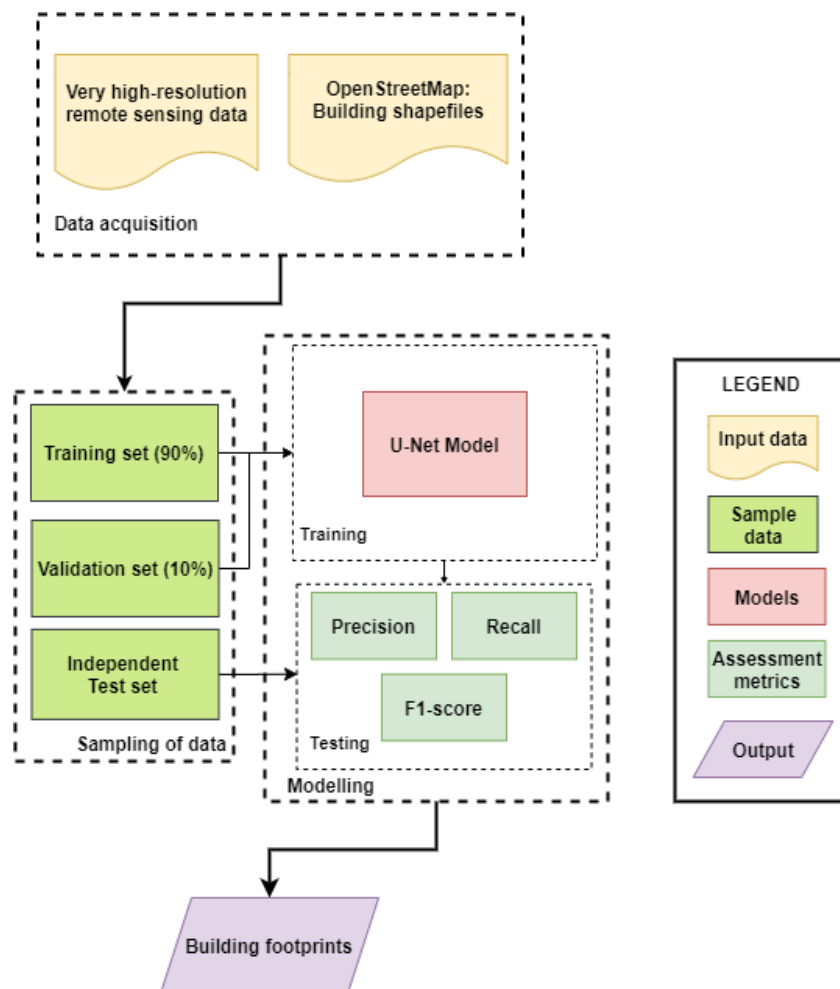 Very high-resolution
remote sensing data
OpenStreetMap:
Building shapefiles
Data acquisition
Training set (90%)
Validation set (10%)
Independent
Test set
Sampling of data
U-Net Model
Training
Precision
Recall
F1-score
Testing
Modelling
Building footprints
LEGEND
Input data
Sample
data
Models
Assessment
metrics
Output